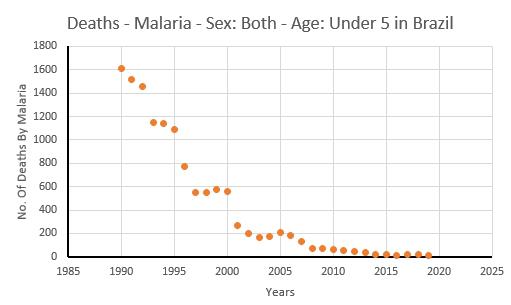 Deaths - Malaria - Sex: Both - Age: Under 5 in Brazil
No. Of Deaths By Malaria
1800
1600
1400
1200
1000
800
600
400
200
0
1985 1990 1995 2000 2005 2010 2015 2020 2025
Years